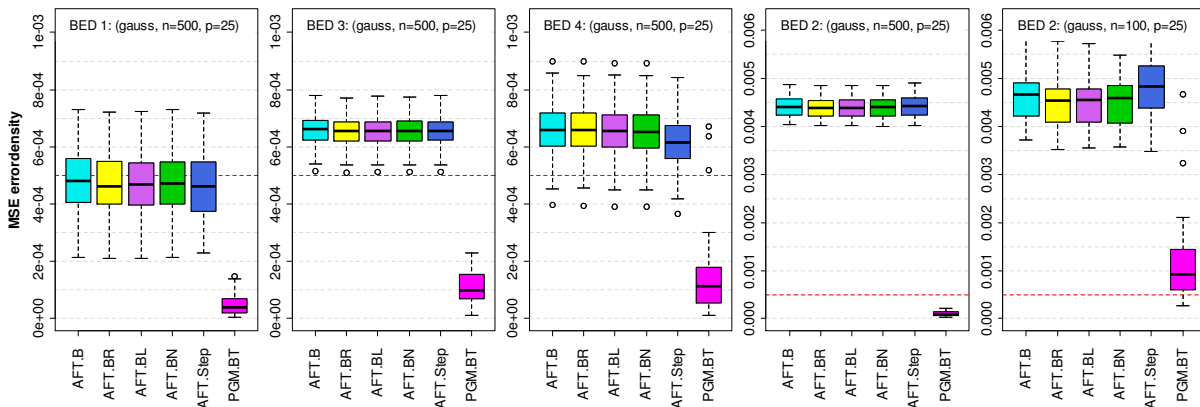 MSE errordensity
BED 1: (gauss, n=500, p=25)
1e-03
8e-04
6e-04
4e-04
2e-04
0e+00
AFT.B
AFT.BR
AFT.BL
AFT.BN
AFT.Step
PGM.BT
BED 3: (gauss, n=500, p=25)
1e-03
8e-04
6e-04
4e-04
2e-04
0e+00
AFT.B
AFT.BR
AFT.BL
AFT.BN
AFT.Step
PGM.BT
BED 4: (gauss, n=500, p=25)
1e-03
8e-04
6e-04
4e-04
2e-04
0e+00
AFT.B
AFT.BR
AFT.BL
AFT.BN
AFT.Step
PGM.BT
BED 2: (gauss, n=500, p=25)
0.006
0.005
0.004
0.003
0.002
0.001
0.000
AFT.B
AFT.BR
AFT.BL
AFT.BN
AFT.Step
PGM.BT
BED 2: (gauss, n=100, p=25)
0.006
0.005
0.004
0.003
0.002
0.001
0.000
AFT.B
AFT.BR
AFT.BL
AFT.BN
AFT.Step
PGM.BT